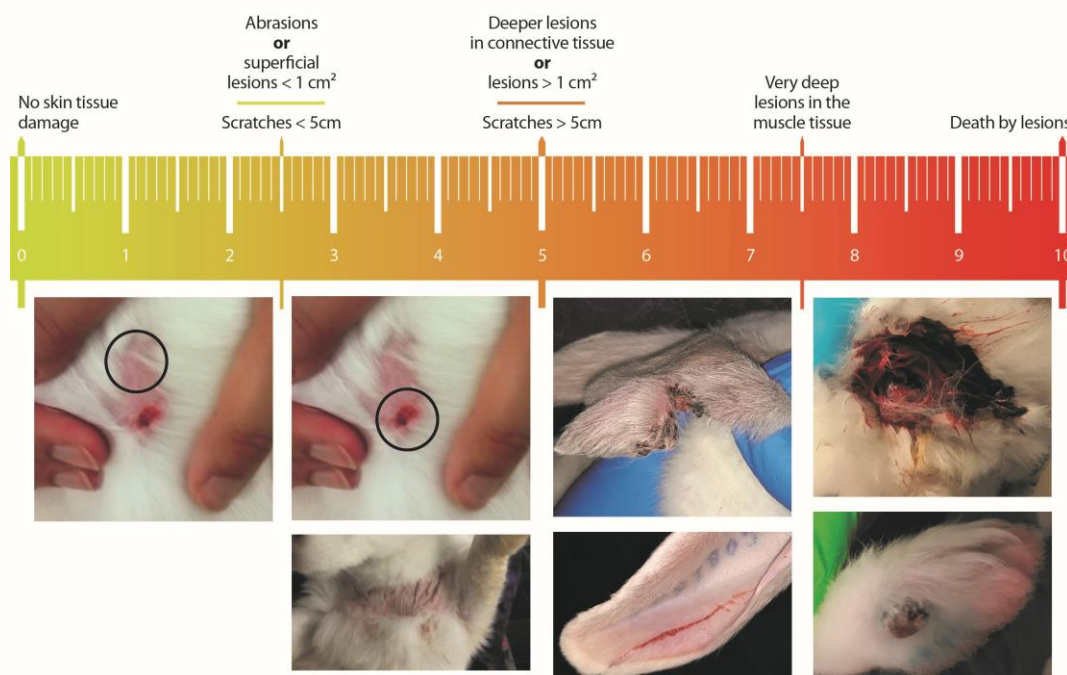 No skin tissue
damage
Abrasions
or
superficial
lesions < 1 cm²
Scratches < 5cm
Deeper lesions
in connective tissue
or
lesions > 1 cm²
Scratches > 5cm
Very deep
lesions in the
muscle tissue
Death by lesions
0 1 2 3 4 5 6 7 8 9 10